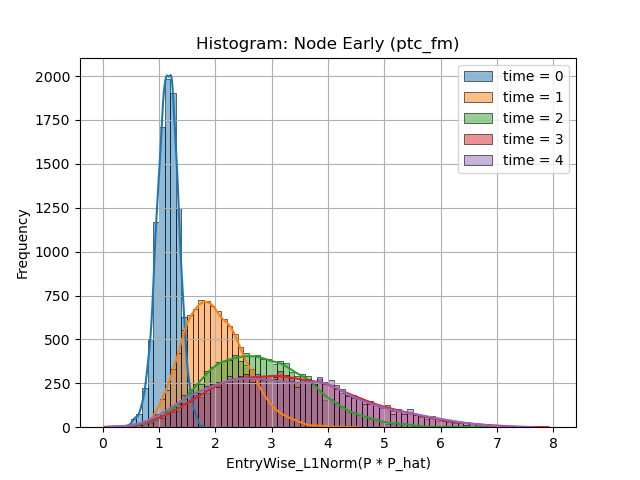 Histogram: Node Early (ptc_fm)
time = 0
time = 1
time = 2
time = 3
time = 4
Frequency
2000
1750
1500
1250
1000
750
500
250
0
0 1 2 3 4 5 6 7 8
EntryWise_L1Norm(P * P_hat)